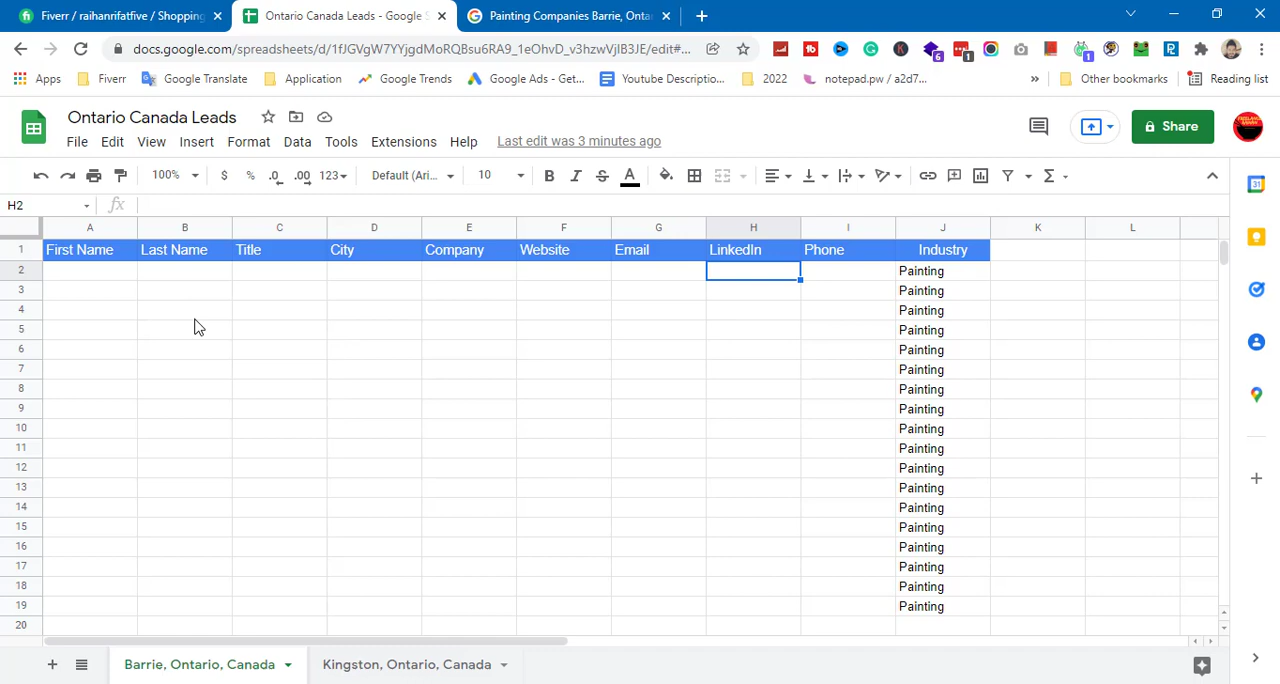 Fiverr / raihanrifatfive / Shopping
Ontario Canada Leads - Google S
Painting Companies Barrie, Onta
docs.google.com/spreadsheets/d/1fJGVgW7YYjgdMoRQBsu6RA9_1eOhvD_v3hzwVjIB3JE/edit#...
Apps
Fiverr
Google Translate
Application
Google Trends
Google Ads - Get...
Youtube Descriptio...
2022
notepad.pw / a2d7...
»
Other bookmarks
Reading list
Ontario Canada Leads
File Edit View Insert Format Data Tools Extensions Help Last edit was 3 minutes ago
Share
100% $ % .0 .00 123 Default (Ari... 10 B I S A
H2 fx
A B C D E F G H I J K L
1 First Name Last Name Title City Company Website Email LinkedIn Phone Industry
2 Painting
3 Painting
4 Painting
5 Painting
6 Painting
7 Painting
8 Painting
9 Painting
10 Painting
11 Painting
12 Painting
13 Painting
14 Painting
15 Painting
16 Painting
17 Painting
18 Painting
19 Painting
20
Barrie, Ontario, Canada
Kingston, Ontario, Canada